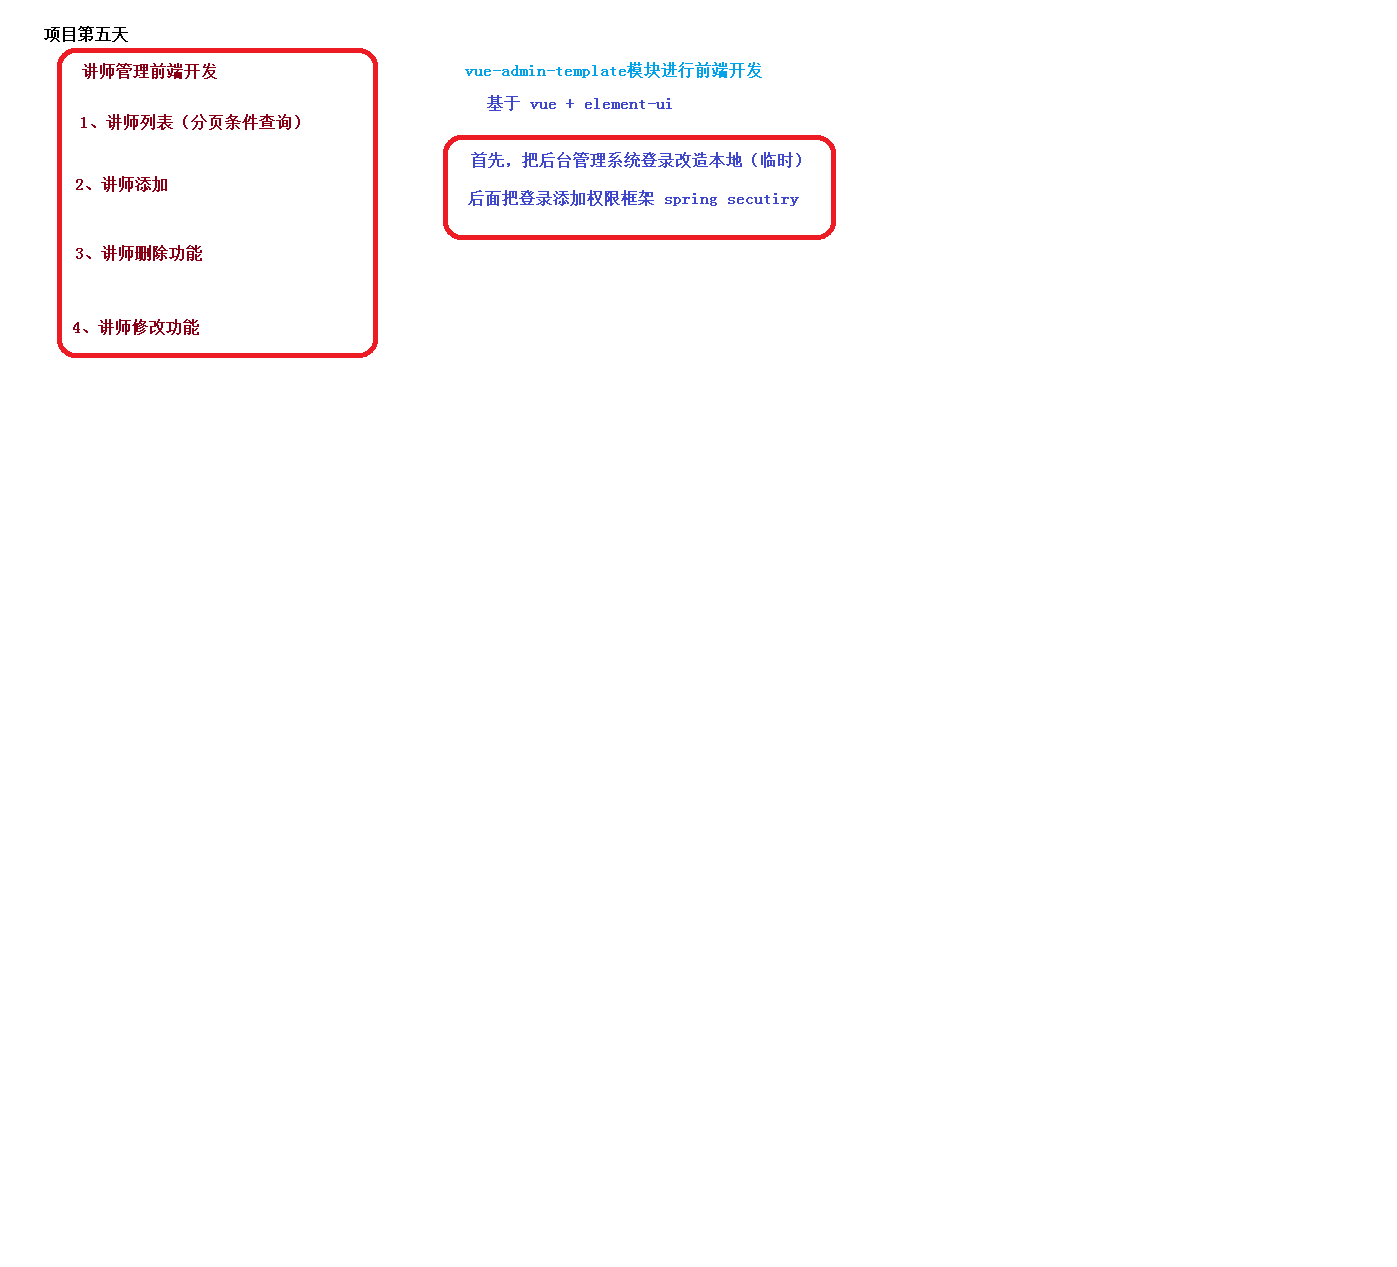 项目第五天
讲师管理前端开发
1、讲师列表（分页条件查询）
2、讲师添加
3、讲师删除功能
4、讲师修改功能
vue-admin-template模块进行前端开发
基于 vue + element-ui
首先，把后台管理系统登录改造本地（临时）
后面把登录添加权限框架 spring secutiry